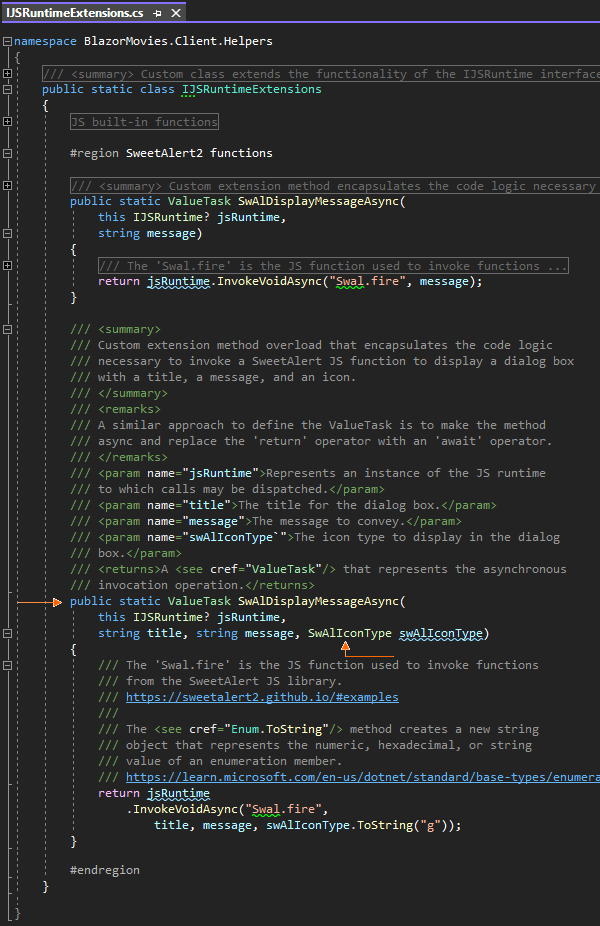 IJSRuntimeExtensions.cs
namespace BlazorMovies.Client.Helpers
{
/// <summary> Custom class extends the functionality of the IJSRuntime interface
public static class IJSRuntimeExtensions
{
JS built-in functions
#region SweetAlert2 functions
/// <summary> Custom extension method encapsulates the code logic necessary
public static ValueTask SwAlDisplayMessageAsync(
this IJSRuntime? jsRuntime,
string message)
{
/// The 'Swal.fire' is the JS function used to invoke functions ...
return jsRuntime.InvokeVoidAsync("Swal.fire", message);
}
/// <summary>
/// Custom extension method overload that encapsulates the code logic
/// necessary to invoke a SweetAlert JS function to display a dialog box
/// with a title, a message, and an icon.
/// </summary>
/// <remarks>
/// A similar approach to define the ValueTask is to make the method
/// async and replace the 'return' operator with an 'await' operator.
/// </remarks>
/// <param name="jsRuntime">Represents an instance of the JS runtime
/// to which calls may be dispatched.</param>
/// <param name="title">The title for the dialog box.</param>
/// <param name="message">The message to convey.</param>
/// <param name="swAlIconType`">The icon type to display in the dialog
/// box.</param>
/// <returns>A <see cref="ValueTask"/> that represents the asynchronous
/// invocation operation.</returns>
public static ValueTask SwAlDisplayMessageAsync(
this IJSRuntime? jsRuntime,
string title, string message, SwAlIconType swAlIconType)
{
/// The 'Swal.fire' is the JS function used to invoke functions
/// from the SweetAlert JS library.
/// https://sweetalert2.github.io/#examples
///
/// The <see cref="Enum.ToString"/> method creates a new string
/// object that represents the numeric, hexadecimal, or string
/// value of an enumeration member.
/// https://learn.microsoft.com/en-us/dotnet/standard/base-types/enumera
return jsRuntime
.InvokeVoidAsync("Swal.fire",
title, message, swAlIconType.ToString("g"));
}
#endregion
}
}